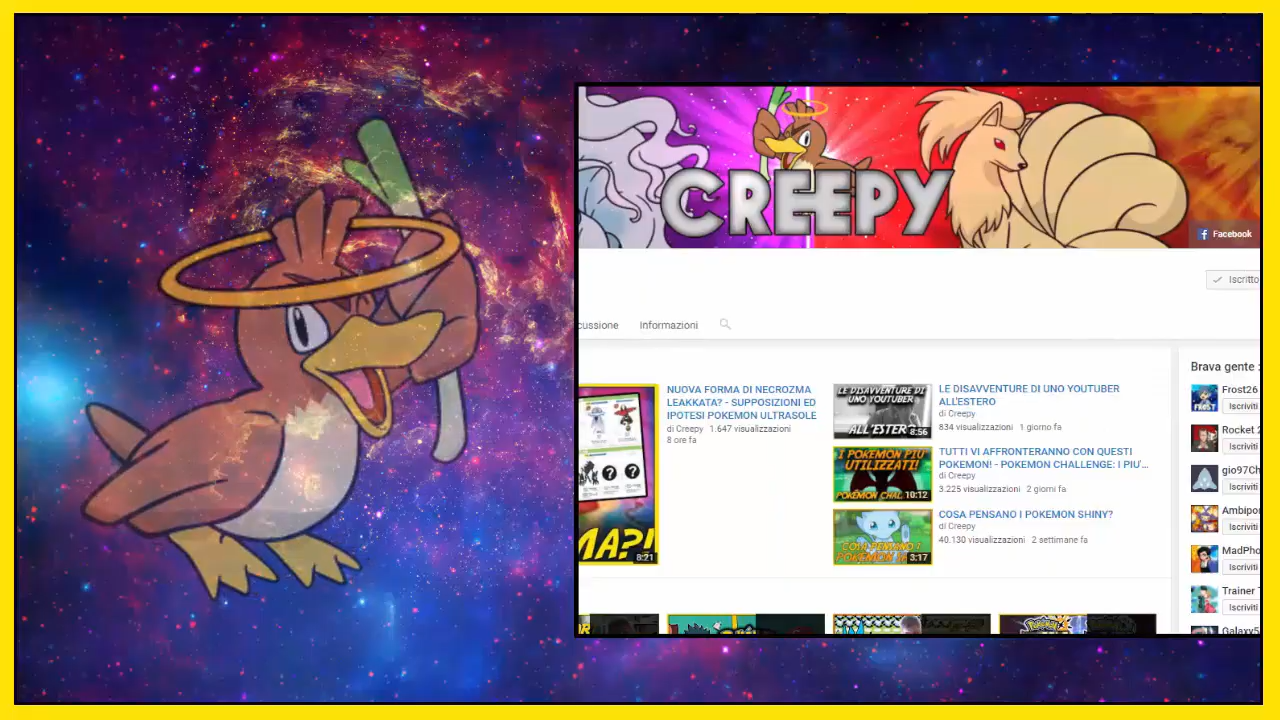 CREEPY
Facebook
Iscritto
cussione Informazioni
NUOVA FORMA DI NECROZMA
LEAKKATA? - SUPPOSIZIONI ED
IPOTESI POKEMON ULTRASOLE
di Creepy 1.647 visualizzazioni
8 ore fa
?
?
MA?!
8:21
LE DISAVVENTURE DI
UNO YOUTUBER
ALL'ESTER
8:56
LE DISAVVENTURE DI UNO YOUTUBER
ALL'ESTERO
di Creepy
834 visualizzazioni 1 giorno fa
I POKEMON PIU'
UTILIZZATI!
POKEMON CHAL
10:12
TUTTI VI AFFRONTERANNO CON QUESTI
POKEMON! - POKEMON CHALLENGE: I PIU'...
di Creepy
3.225 visualizzazioni 2 giorni fa
COSA PENSANO I
POKEMON
3:17
COSA PENSANO I POKEMON SHINY?
di Creepy
40.130 visualizzazioni 2 settimane fa
Brava gente :
Frost26
Iscriviti
Rocket 2
Iscriviti
gio97Ch
Iscriviti
Ambipor
Iscriviti
MadPho
Iscriviti
Trainer
Iscriviti
Galaxy5